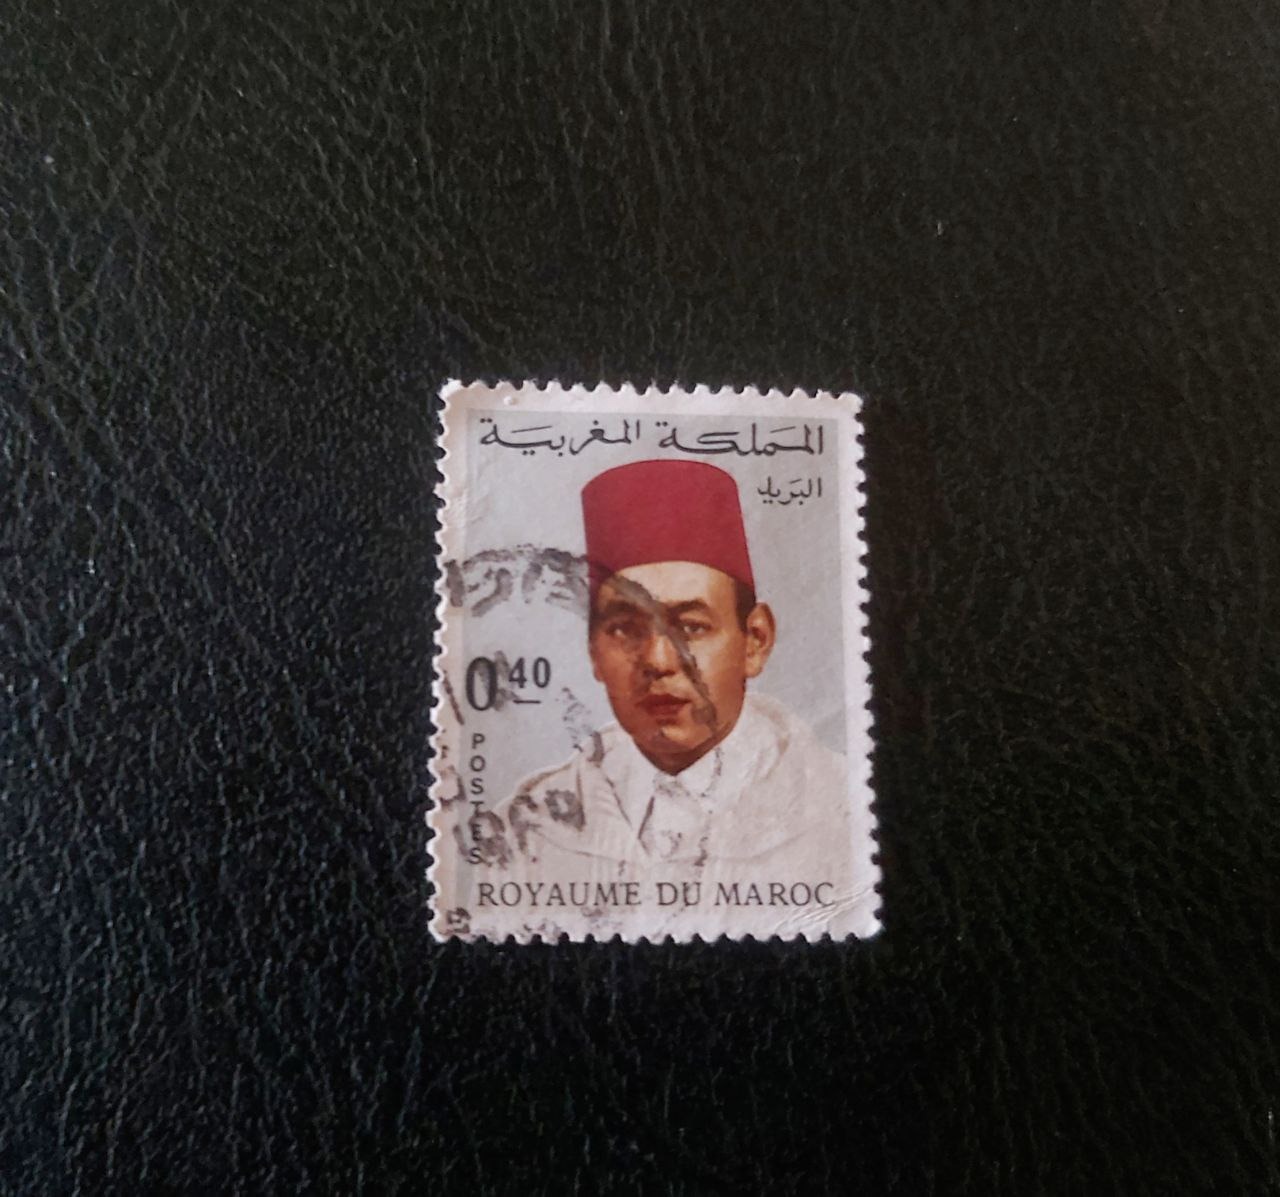 المملكة المغربية
البريد
0.40
POSTES
ROYAUME DU MAROC